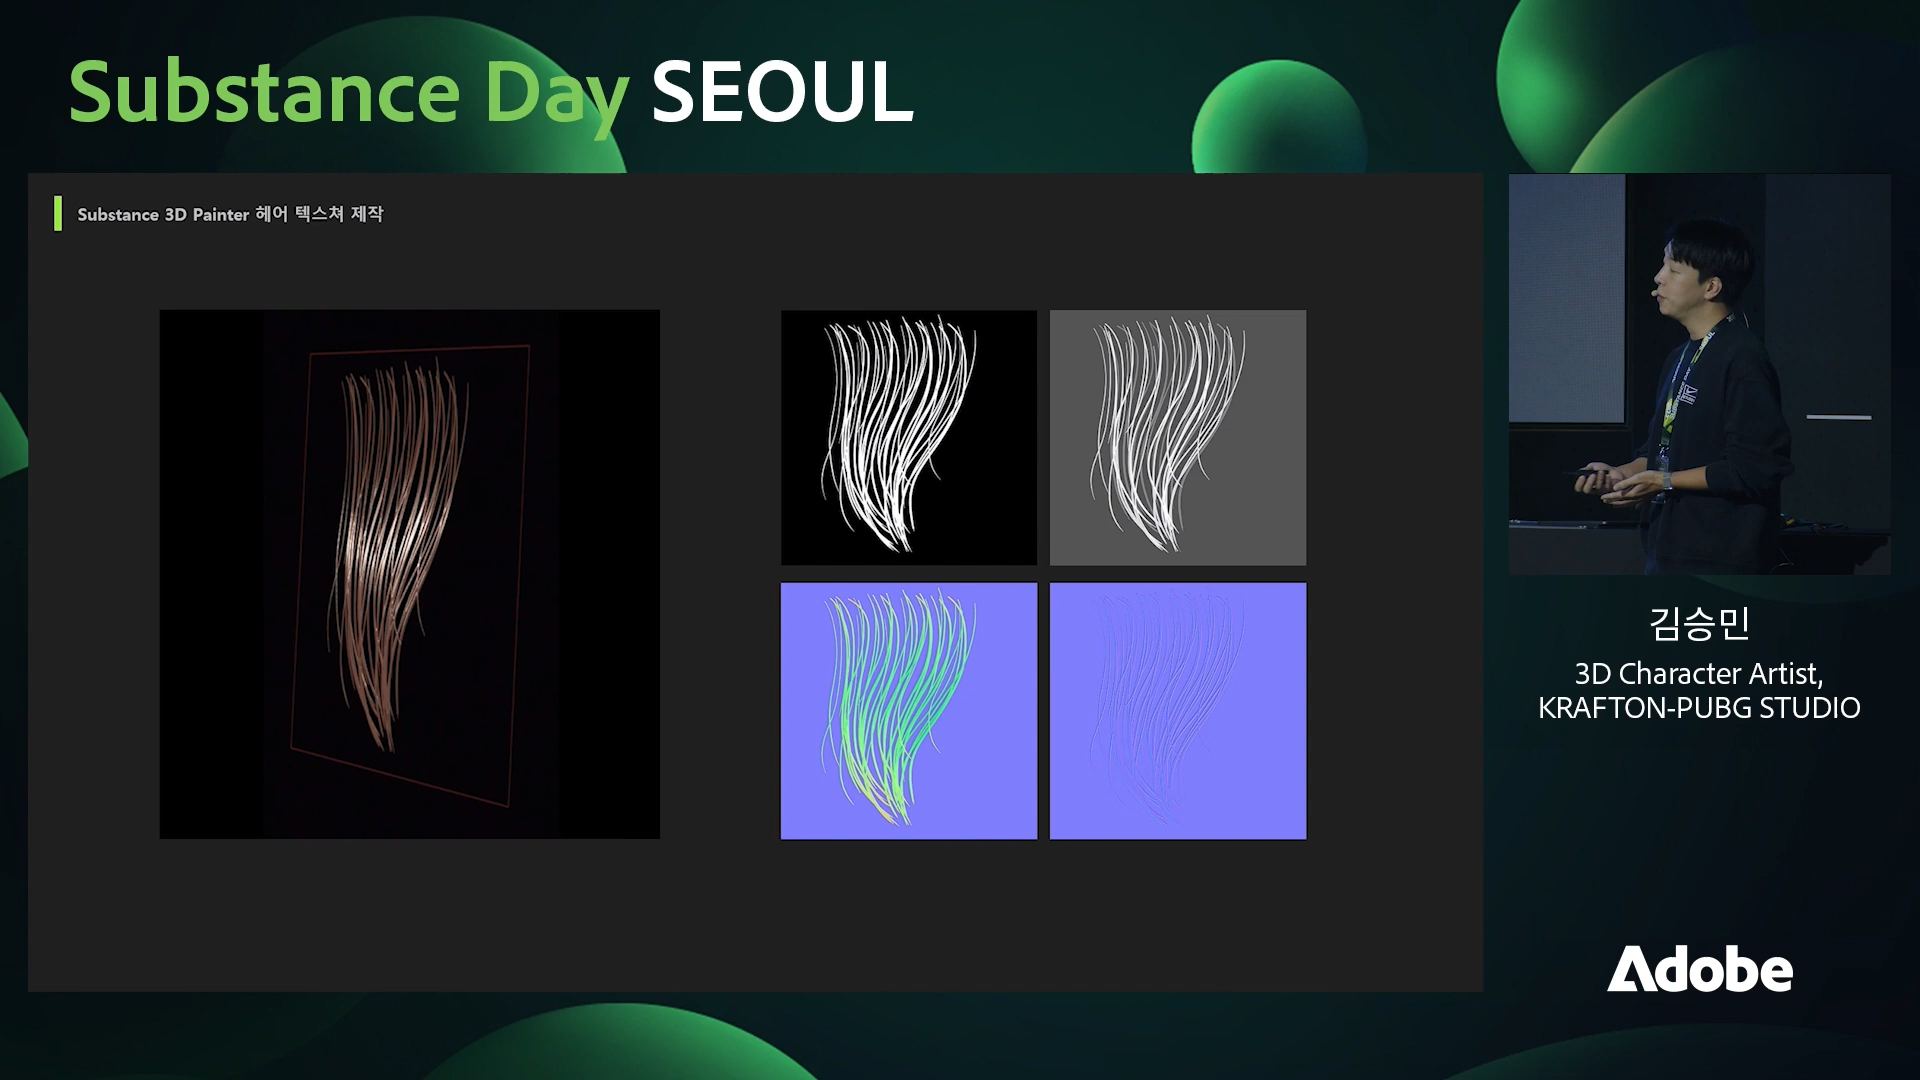 Substance Day SEOUL
Substance 3D Painter 헤어 텍스쳐 제작
김승민
3D Character Artist,
KRAFTON-PUBG STUDIO
Adobe